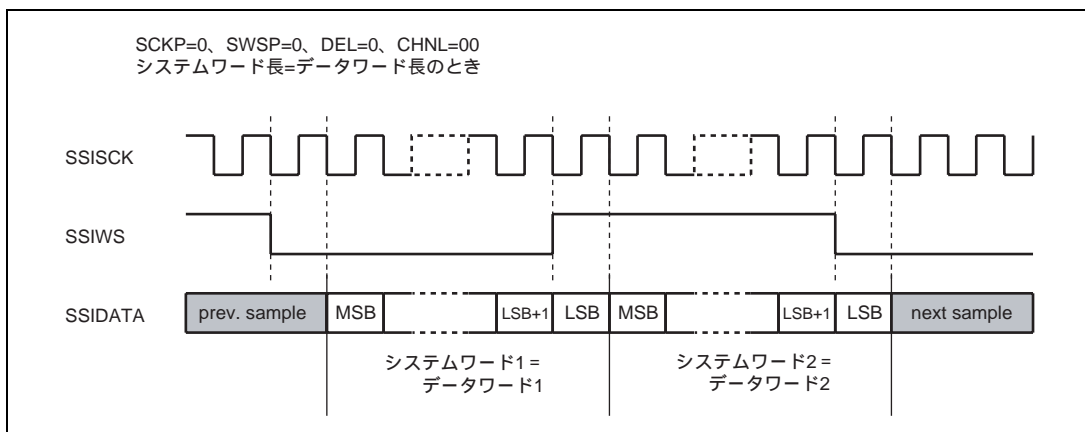 SCKP=0、SWSP=0、DEL=0、CHNL=00
システムワード長=データワード長のとき
SSISCK
SSIWS
SSIDATA
prev. sample
MSB
LSB+1
LSB
MSB
LSB+1
LSB
next sample
システムワード1 =
データワード1
システムワード2 =
データワード2